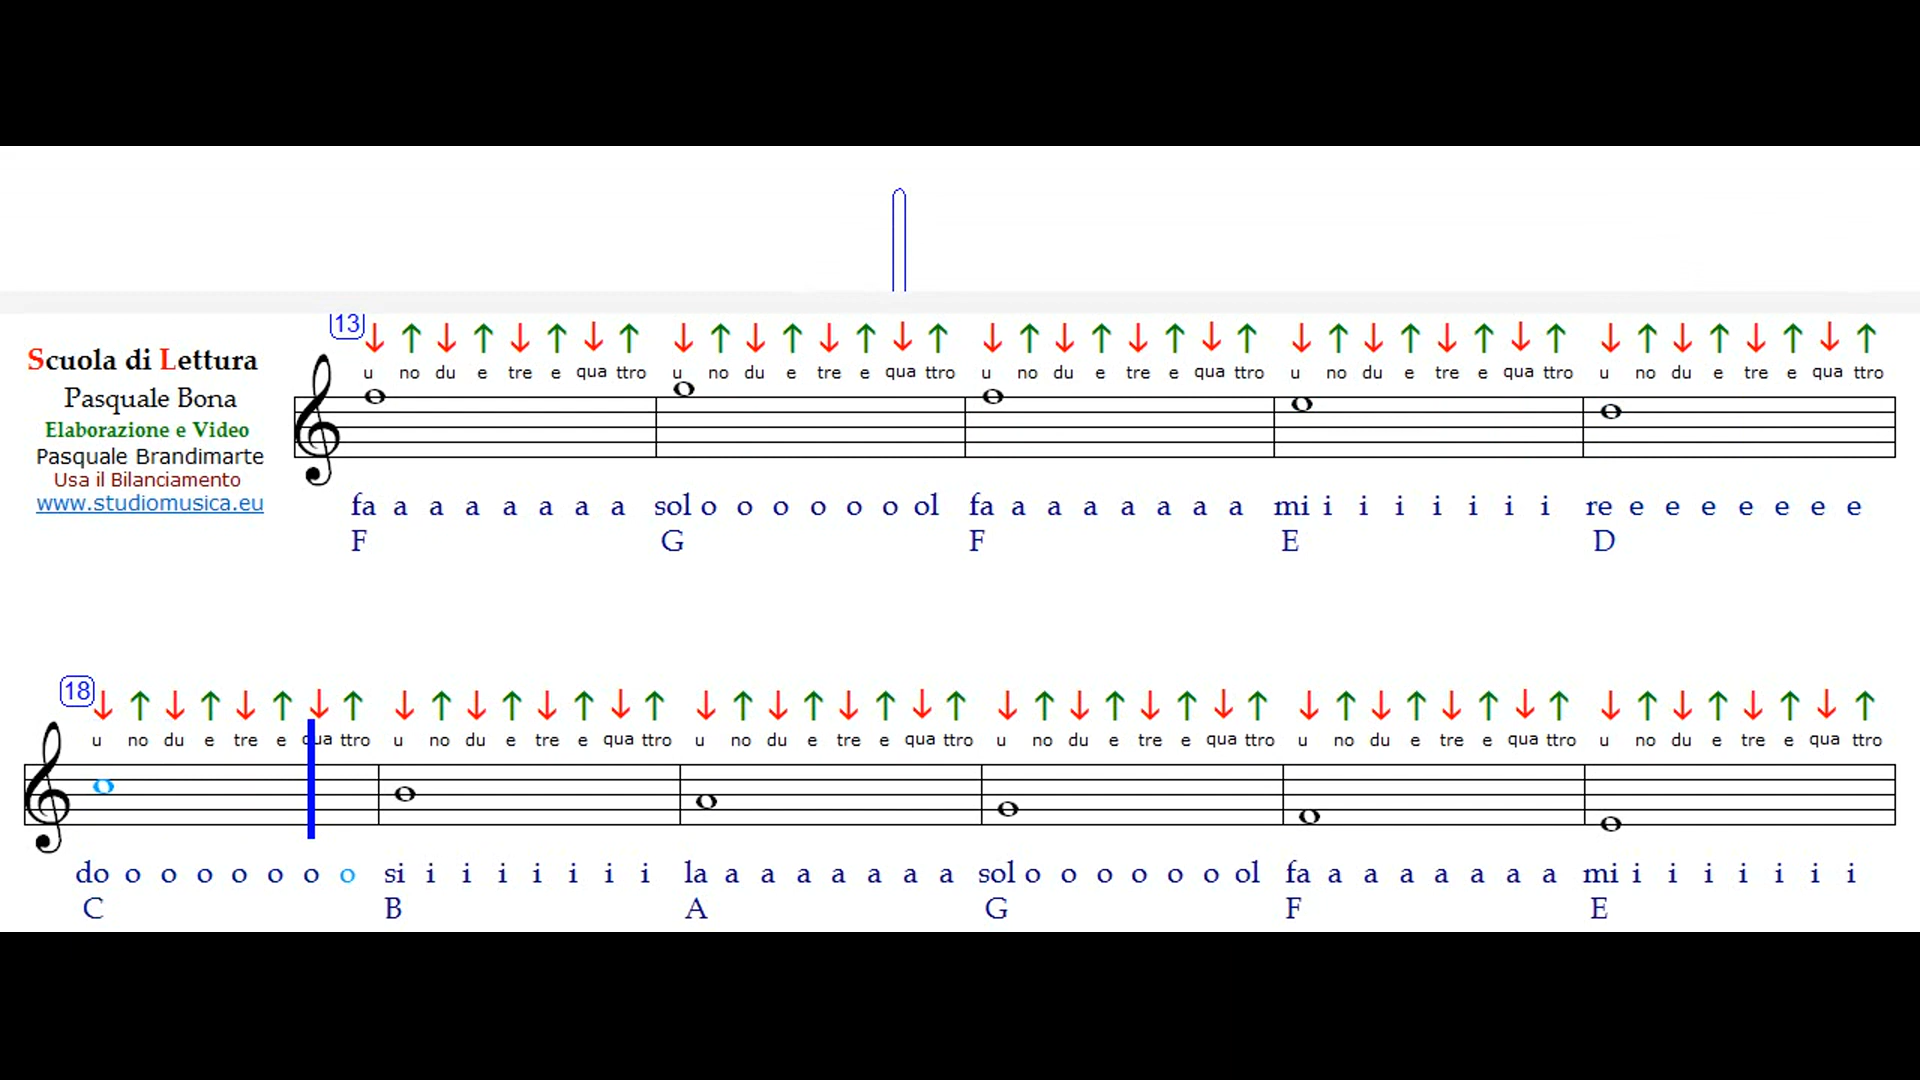 Scuola di Lettura
Pasquale Bona
Elaborazione e Video
Pasquale Brandimarte
Usa il Bilanciamento
www.studiomusica.eu
13
u no du e tre e qua ttro u no du e tre e qua ttro u no du e tre e qua ttro u no du e tre e qua ttro u no du e tre e qua ttro
fa a a a a a a a sol o o o o o o ol fa a a a a a a a mi i i i i i i i re e e e e e e e
F G F E D
18
u no du e tre e qua ttro u no du e tre e qua ttro u no du e tre e qua ttro u no du e tre e qua ttro u no du e tre e qua ttro u no du e tre e qua ttro
do o o o o o o o si i i i i i i i la a a a a a a a sol o o o o o o ol fa a a a a a a a mi i i i i i i i
C B A G F E